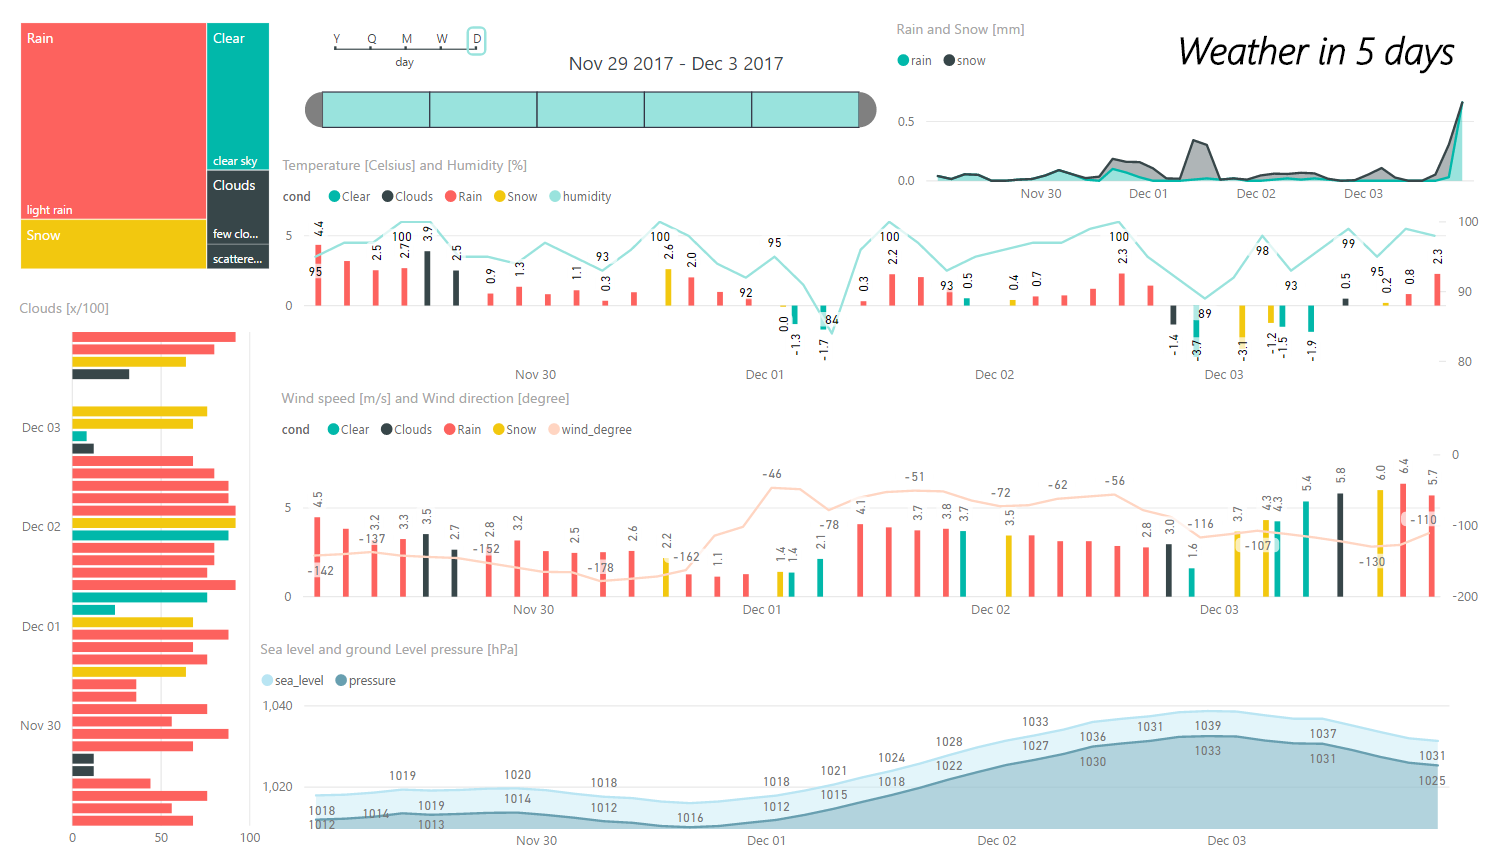 Rain
light rain
Snow
Clear
clear sky
Clouds
few clo...
scattere...
Y Q M W D
day
Nov 29 2017 - Dec 3 2017
Rain and Snow [mm]
rain snow
Weather in 5 days
0.5
0.0
Nov 30 Dec 01 Dec 02 Dec 03
Temperature [Celsius] and Humidity [%]
cond Clear Clouds Rain Snow humidity
5
0
100
90
80
4.4 2.5 2.7 3.9 2.5 0.9 1.3 1.1 0.3 2.6 2.0 0.0 -1.3 -1.7 0.3 2.2 0.5 0.4 0.7 2.3 -1.4 -3.7 -3.1 -1.2 -1.5 -1.9 0.5 0.2 0.8 2.3
95 100 93 100 92 95 84 100 93 100 89 98 93 99 95
Nov 30 Dec 01 Dec 02 Dec 03
Clouds [x/100]
Dec 03
Dec 02
Dec 01
Nov 30
0 50 100
Wind speed [m/s] and Wind direction [degree]
cond Clear Clouds Rain Snow wind_degree
5
0
0
-100
-200
4.5 3.2 3.3 3.5 2.7 2.8 3.2 2.5 2.6 2.2 1.1 1.4 1.4 2.1 4.1 3.7 3.8 3.7 3.5 2.8 3.0 1.6 3.7 4.3 4.3 5.4 5.8 6.0 6.4 5.7
-142 -137 -152 -178 -162 -46 -78 -51 -72 -62 -56 -116 -107 -130 -110
Nov 30 Dec 01 Dec 02 Dec 03
Sea level and ground Level pressure [hPa]
sea_level pressure
1,040
1,020
1018 1019 1019 1020 1018 1016 1018 1021 1024 1028 1033 1036 1031 1039 1037 1031
1012 1014 1013 1014 1012 1012 1015 1018 1022 1027 1030 1033 1031 1025
Nov 30 Dec 01 Dec 02 Dec 03